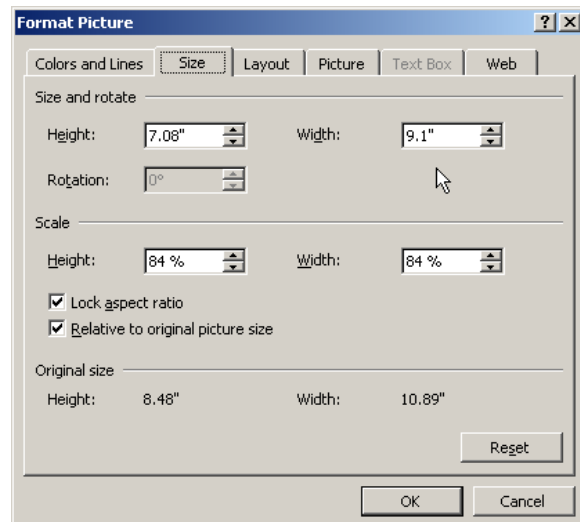 Format Picture
Colors and Lines Size Layout Picture Text Box Web
Size and rotate
Height: 7.08" Width: 9.1"
Rotation: 0°
Scale
Height: 84 % Width: 84 %
Lock aspect ratio
Relative to original picture size
Original size
Height: 8.48" Width: 10.89"
Reset
OK Cancel